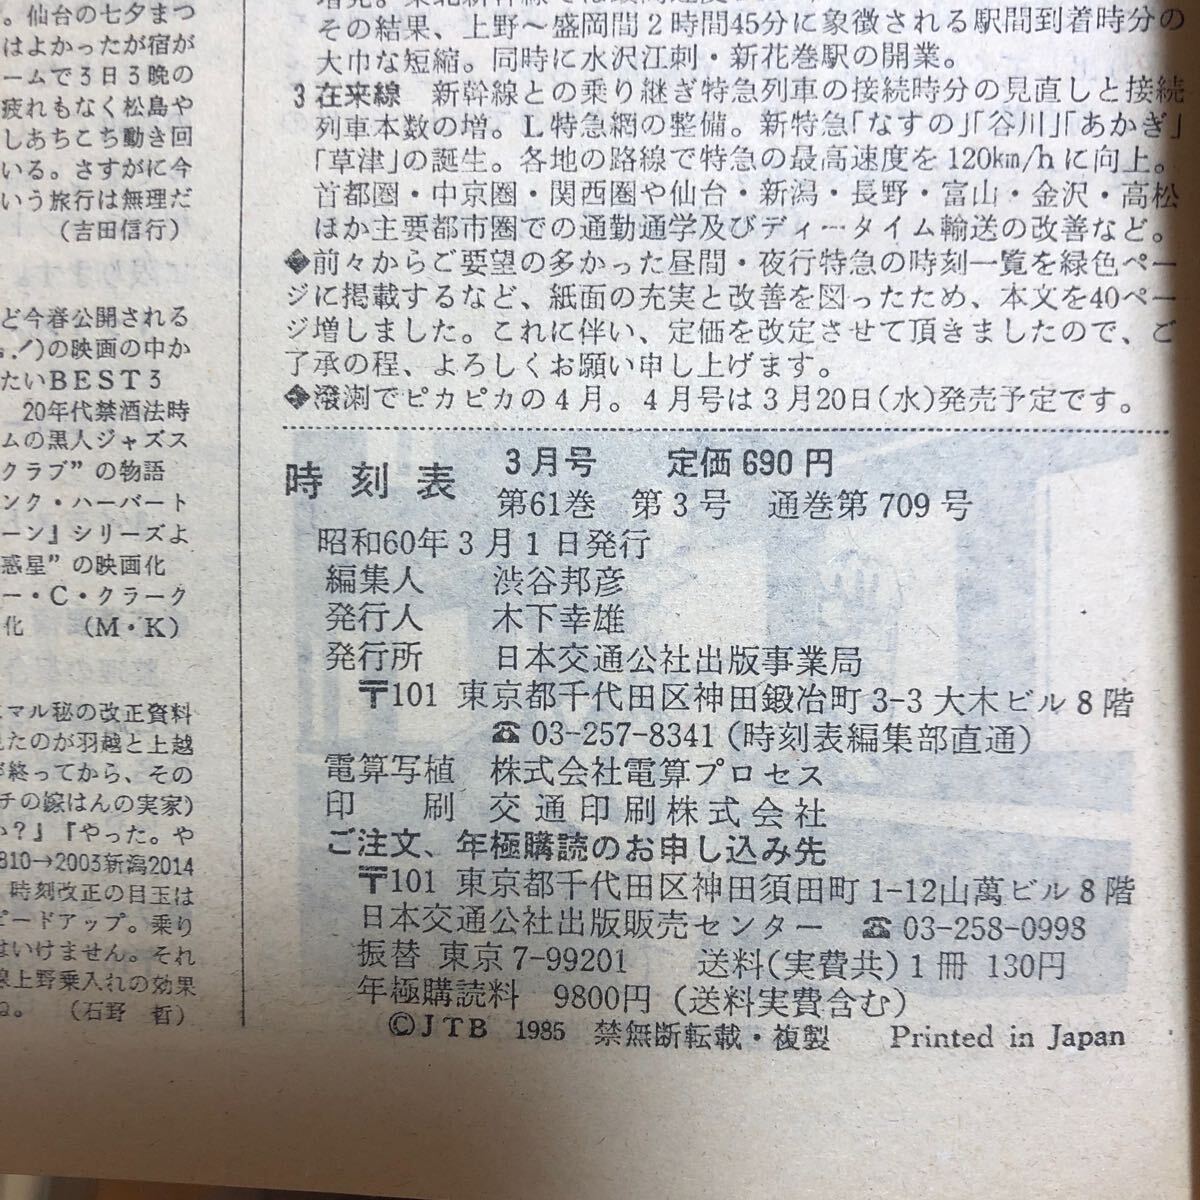 。仙台の七夕まつ
はよかったが宿が
ームで3日3晩の
疲れもなく松島や
しあちこち動き回
いる。さすがに今
いう旅行は無理だ
(吉田信行)
ど今春公開される
の映画の中か
たいBEST3
20年代禁酒法時
ムの黒人ジャズス
クラブ”の物語
ンク・ハーバート
ーン』シリーズよ
惑星”の映画化
ー・C・クラーク
化 (M・K)
マル秘の改正資料
たのが羽越と上越
終ってから、その
チの嫁はんの実家)
い?』『やった。や
810→2003新潟2014
時刻改正の目玉は
ピードアップ。乗り
はいけません。それ
線上野乗入れの効果
ね。 (石野 哲)
その結果、上野～盛岡間2時間45分に象徴される駅間到着時分の
大巾な短縮。同時に水沢江刺・新花巻駅の開業。
3 在来線 新幹線との乗り継ぎ特急列車の接続時分の見直しと接続
列車本数の増。L特急網の整備。新特急「なすの」「谷川」「あかぎ」
「草津」の誕生。各地の路線で特急の最高速度を120km/hに向上。
首都圏・中京圏・関西圏や仙台・新潟・長野・富山・金沢・高松
ほか主要都市圏での通勤通学及びディータイム輸送の改善など。
◆前々からご要望の多かった昼間・夜行特急の時刻一覧を緑色ペー
ジに掲載するなど、紙面の充実と改善を図ったため、本文を40ペー
ジ増しました。これに伴い、定価を改定させて頂きましたので、ご
了承の程、よろしくお願い申し上げます。
◆潑溂でピカピカの4月。4月号は3月20日(水)発売予定です。
時刻表 3月号 定価690円
第61巻 第3号 通巻第709号
昭和60年3月1日発行
編集人 渋谷邦彦
発行人 木下幸雄
発行所 日本交通公社出版事業局
〒101 東京都千代田区神田鍛冶町3-3大木ビル8階
☎03-257-8341(時刻表編集部直通)
電算写植 株式会社電算プロセス
印 刷 交通印刷株式会社
ご注文、年極購読のお申し込み先
〒101 東京都千代田区神田須田町1-12山萬ビル8階
日本交通公社出版販売センター ☎03-258-0998
振替 東京7-99201 送料(実費共)1冊130円
年極購読料 9800円(送料実費含む)
©JTB 1985 禁無断転載・複製 Printed in Japan